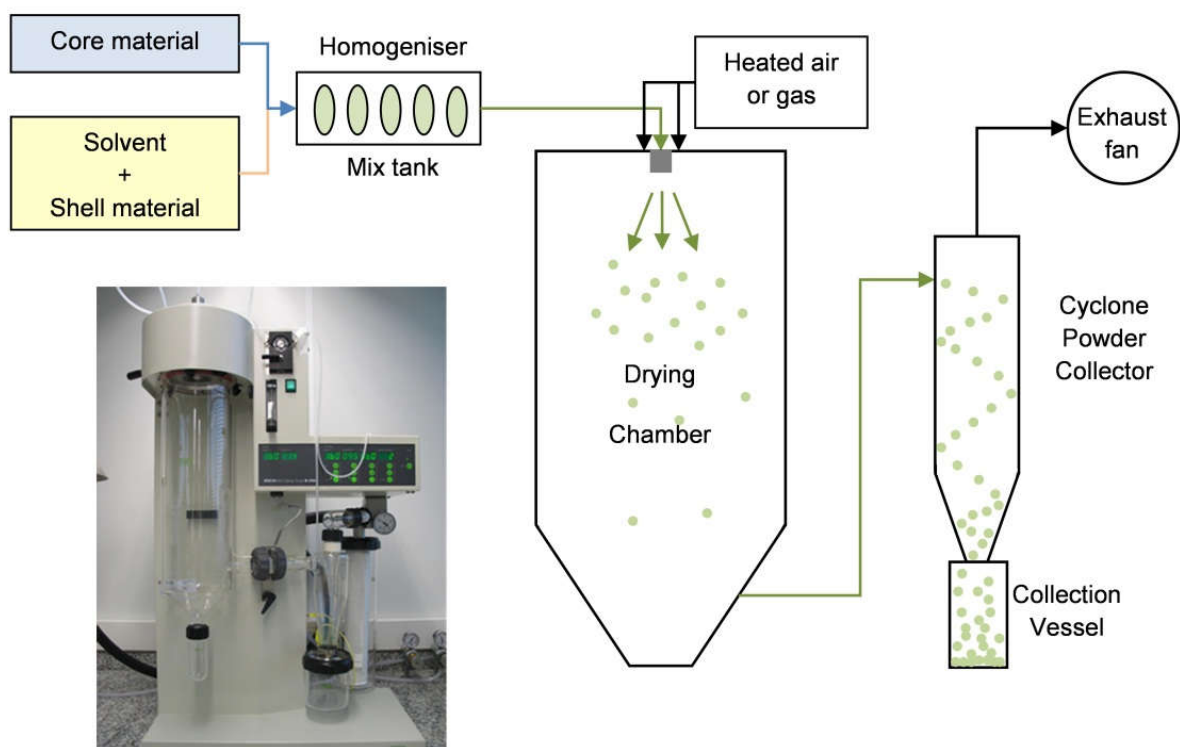 Core material
Solvent
+
Shell material
Homogeniser
Mix tank
Heated air
or gas
Exhaust
fan
Drying
Chamber
Cyclone
Powder
Collector
Collection
Vessel